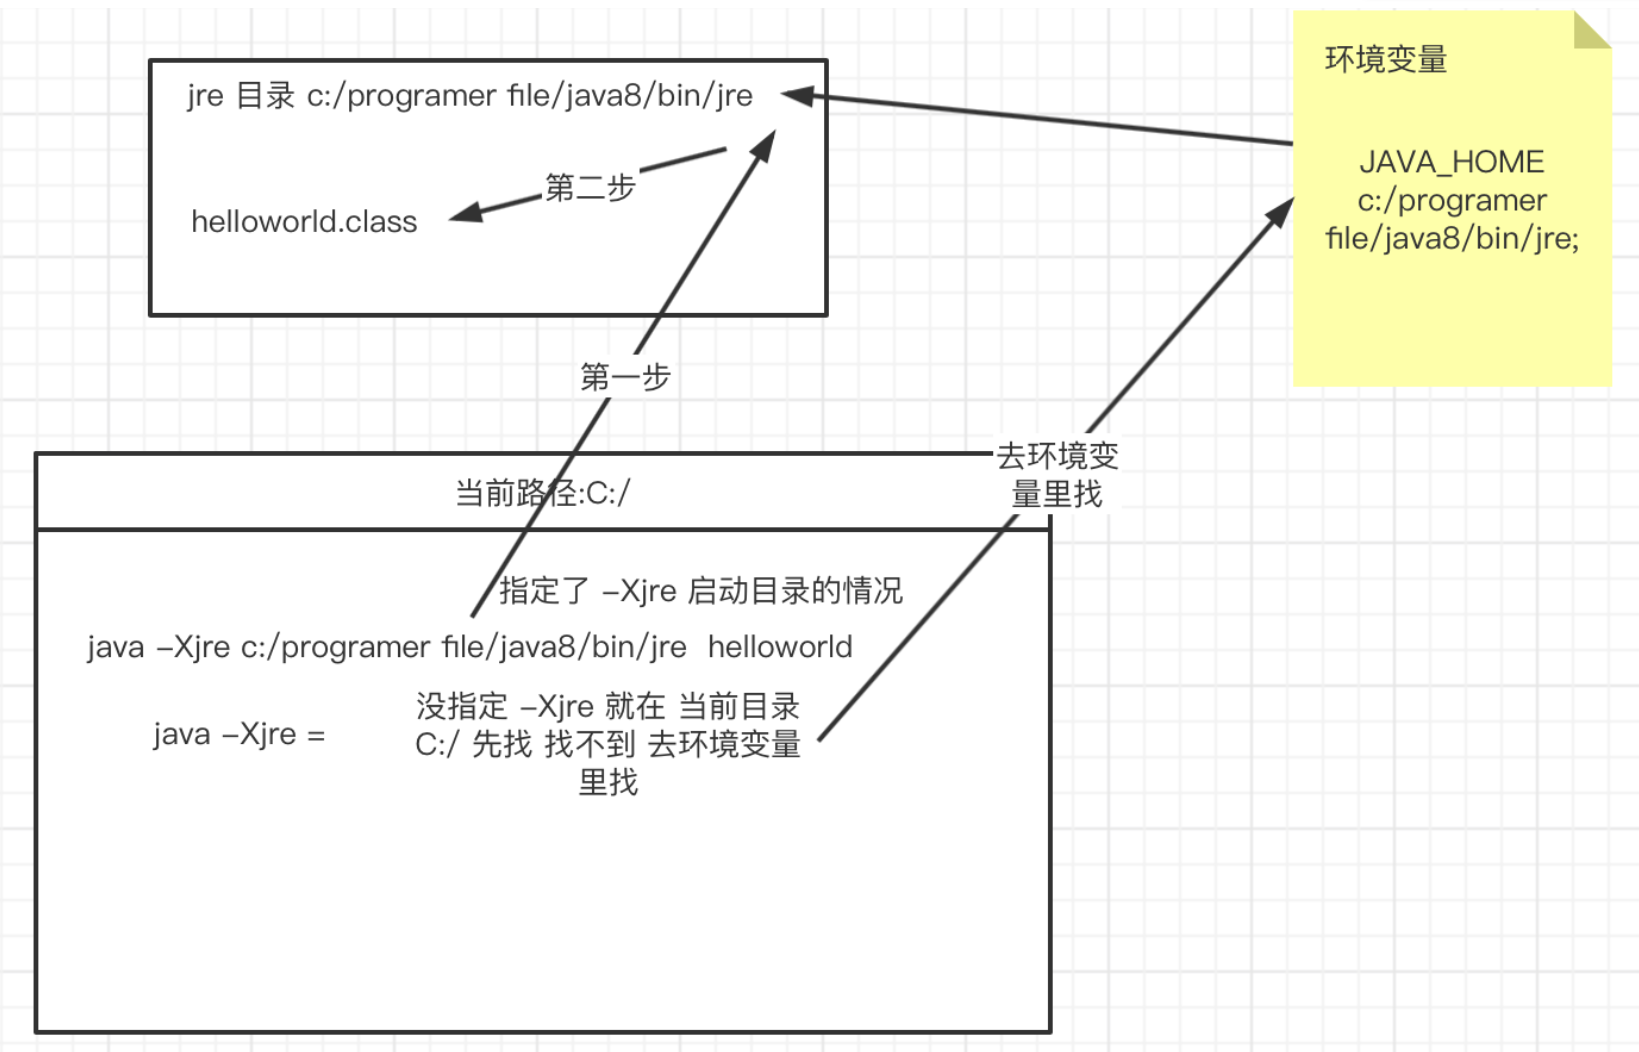 jre 目录 c:/programer file/java8/bin/jre
第二步
helloworld.class
环境变量
JAVA_HOME
c:/programer
file/java8/bin/jre;
第一步
去环境变
量里找
当前路径:C:/
指定了 –Xjre 启动目录的情况
java –Xjre c:/programer file/java8/bin/jre  helloworld
java –Xjre =
没指定 –Xjre 就在 当前目录
C:/ 先找 找不到 去环境变量
里找